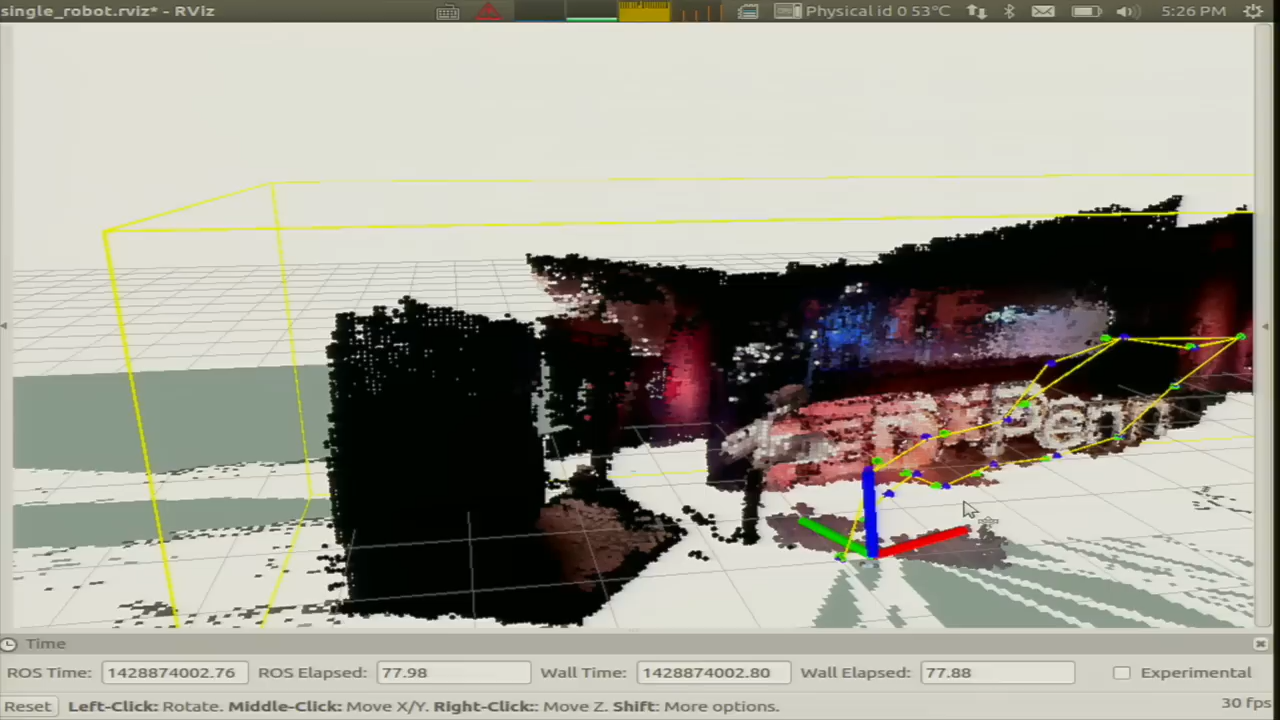 single_robot.rviz* - RViz
Physical id 0 53°C
5:26 PM
Penn
Time
ROS Time: 1428874002.76 ROS Elapsed: 77.98 Wall Time: 1428874002.80 Wall Elapsed: 77.88 Experimental
Reset Left-Click: Rotate. Middle-Click: Move X/Y. Right-Click:: Move Z. Shift: More options. 30 fps